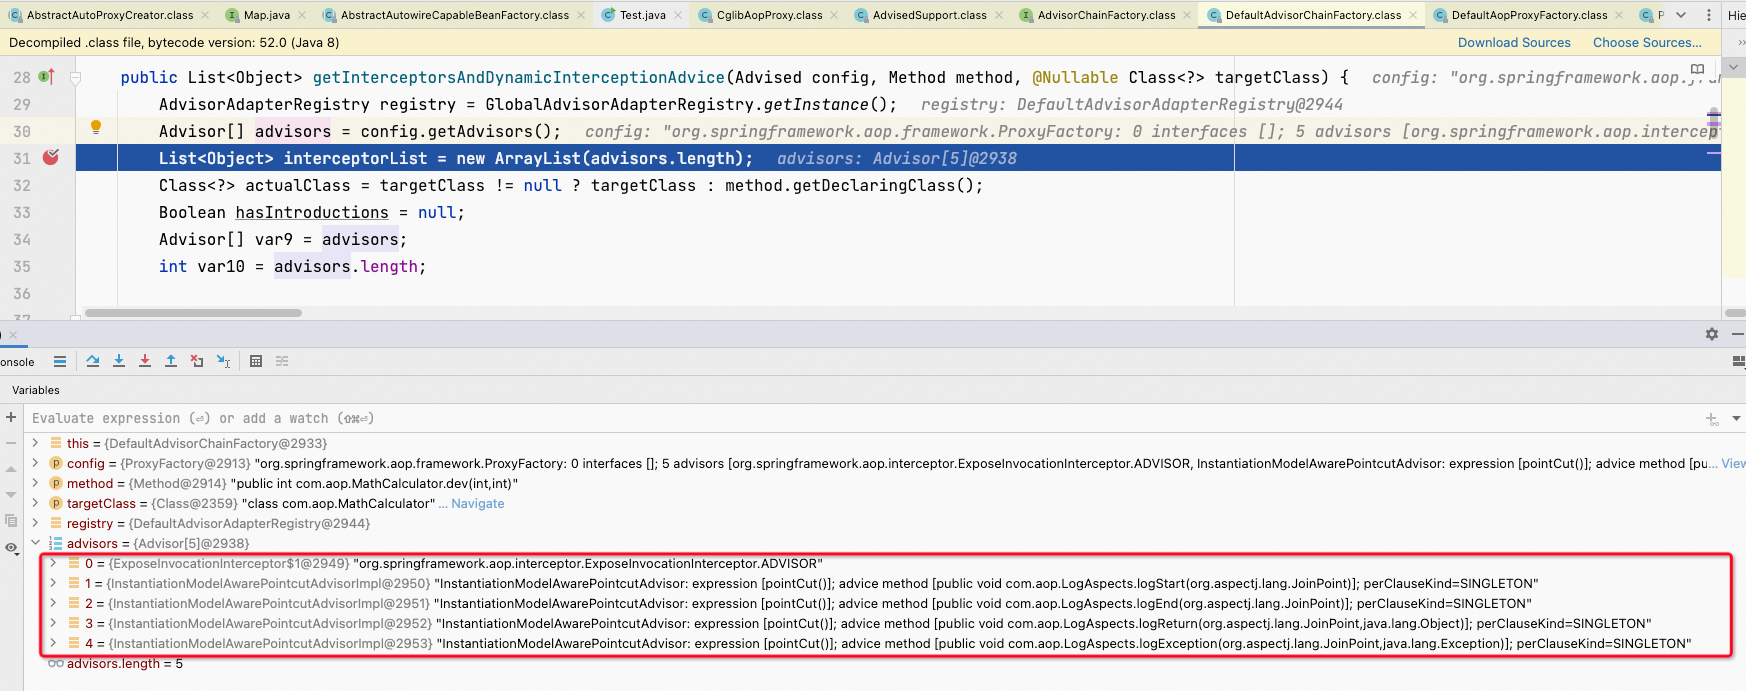 AbstractAutoProxyCreator.class Map.java AbstractAutowireCapableBeanFactory.class Test.java CglibAopProxy.class AdvisedSupport.class AdvisorChainFactory.class DefaultAdvisorChainFactory.class DefaultAopProxyFactory.class P Hie
Decompiled .class file, bytecode version: 52.0 (Java 8) Download Sources Choose Sources... »
28 public List<Object> getInterceptorsAndDynamicInterceptionAdvice(Advised config, Method method, @Nullable Class<?> targetClass) { config: "org.springframework.aop.fram
29 AdvisorAdapterRegistry registry = GlobalAdvisorAdapterRegistry.getInstance(); registry: DefaultAdvisorAdapterRegistry@2944
30 Advisor[] advisors = config.getAdvisors(); config: "org.springframework.aop.framework.ProxyFactory: 0 interfaces []; 5 advisors [org.springframework.aop.intercept
31 List<Object> interceptorList = new ArrayList(advisors.length); advisors: Advisor[5]@2938
32 Class<?> actualClass = targetClass != null ? targetClass : method.getDeclaringClass();
33 Boolean hasIntroductions = null;
34 Advisor[] var9 = advisors;
35 int var10 = advisors.length;
36
37
onsole
Variables
Evaluate expression (⏎) or add a watch (⇧⌘⏎)
this = {DefaultAdvisorChainFactory@2933}
config = {ProxyFactory@2913} "org.springframework.aop.framework.ProxyFactory: 0 interfaces []; 5 advisors [org.springframework.aop.interceptor.ExposeInvocationInterceptor.ADVISOR, InstantiationModelAwarePointcutAdvisor: expression [pointCut()]; advice method [pu... View
p method = {Method@2914} "public int com.aop.MathCalculator.dev(int,int)"
p targetClass = {Class@2359} "class com.aop.MathCalculator" ... Navigate
registry = {DefaultAdvisorAdapterRegistry@2944}
advisors = {Advisor[5]@2938}
0 = {ExposeInvocationInterceptor$1@2949} "org.springframework.aop.interceptor.ExposeInvocationInterceptor.ADVISOR"
1 = {InstantiationModelAwarePointcutAdvisorImpl@2950} "InstantiationModelAwarePointcutAdvisor: expression [pointCut()]; advice method [public void com.aop.LogAspects.logStart(org.aspectj.lang.JoinPoint)]; perClauseKind=SINGLETON"
2 = {InstantiationModelAwarePointcutAdvisorImpl@2951} "InstantiationModelAwarePointcutAdvisor: expression [pointCut()]; advice method [public void com.aop.LogAspects.logEnd(org.aspectj.lang.JoinPoint)]; perClauseKind=SINGLETON"
3 = {InstantiationModelAwarePointcutAdvisorImpl@2952} "InstantiationModelAwarePointcutAdvisor: expression [pointCut()]; advice method [public void com.aop.LogAspects.logReturn(org.aspectj.lang.JoinPoint,java.lang.Object)]; perClauseKind=SINGLETON"
4 = {InstantiationModelAwarePointcutAdvisorImpl@2953} "InstantiationModelAwarePointcutAdvisor: expression [pointCut()]; advice method [public void com.aop.LogAspects.logException(org.aspectj.lang.JoinPoint,java.lang.Exception)]; perClauseKind=SINGLETON"
advisors.length = 5